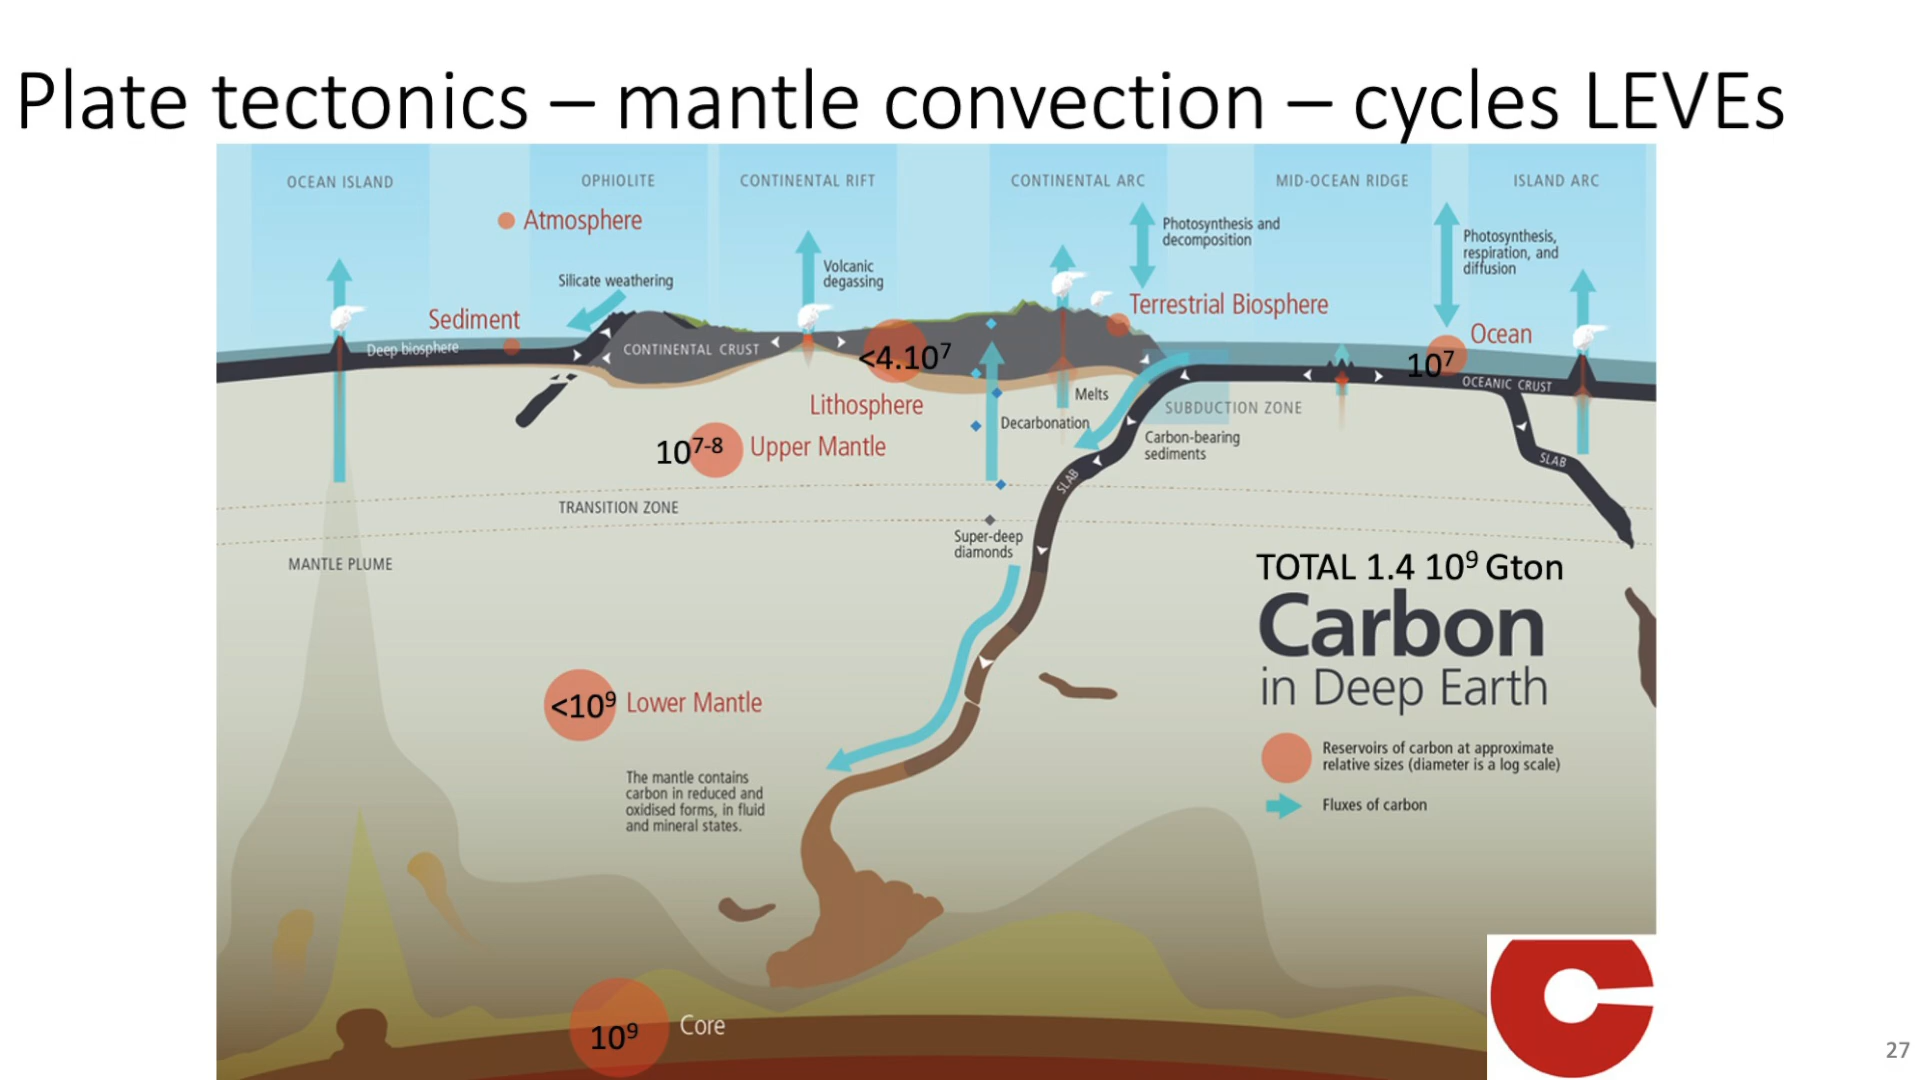 Plate tectonics – mantle convection – cycles LEVEs
OCEAN ISLAND
OPHIOLITE
CONTINENTAL RIFT
CONTINENTAL ARC
MID-OCEAN RIDGE
ISLAND ARC
Atmosphere
Photosynthesis and
decomposition
Photosynthesis,
respiration, and
diffusion
Silicate weathering
Volcanic
degassing
Sediment
Terrestrial Biosphere
Ocean
Deep biosphere
CONTINENTAL CRUST
<4.10⁷
10⁷
OCEANIC CRUST
Lithosphere
Melts
SUBDUCTION ZONE
Decarbonation
Carbon-bearing
sediments
10⁷⁻⁸
Upper Mantle
SLAB
SLAB
TRANSITION ZONE
Super-deep
diamonds
MANTLE PLUME
TOTAL 1.4 10⁹ Gton
Carbon
in Deep Earth
<10⁹
Lower Mantle
Reservoirs of carbon at approximate
relative sizes (diameter is a log scale)
Fluxes of carbon
The mantle contains
carbon in reduced and
oxidised forms, in fluid
and mineral states.
10⁹
Core
27